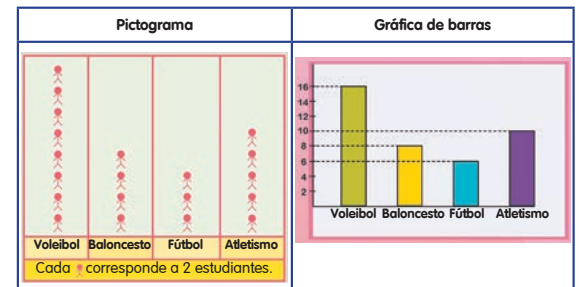 Pictograma
Gráfica de barras
Voleibol Baloncesto Fútbol Atletismo
Cada corresponde a 2 estudiantes.
16
14
12
10
8
6
4
2
Voleibol Baloncesto Fútbol Atletismo